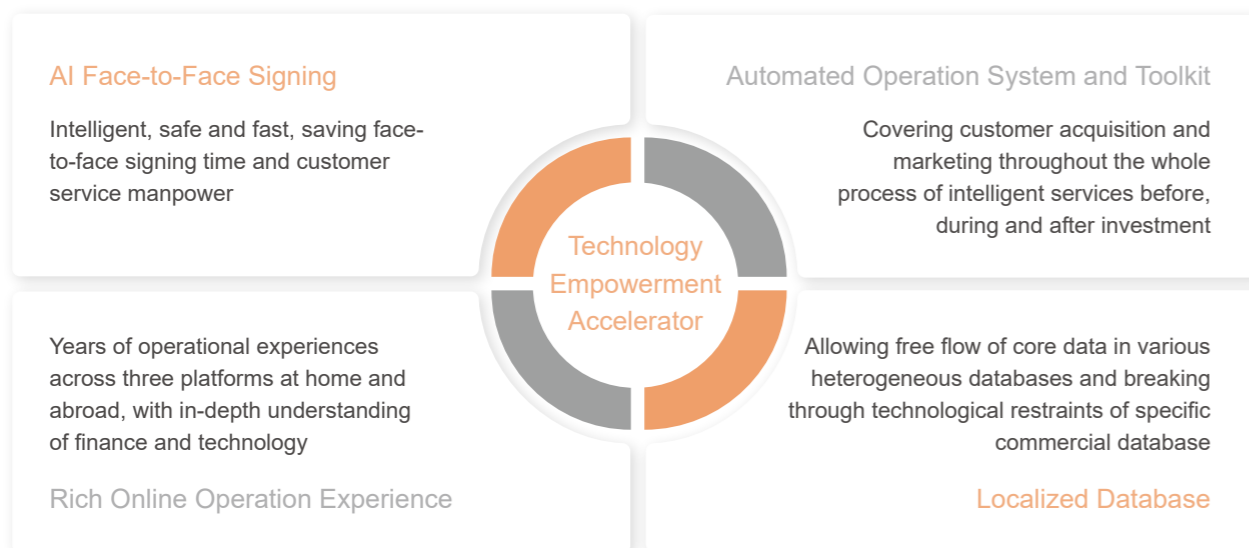 AI Face-to-Face Signing
Intelligent, safe and fast, saving face-
to-face signing time and customer
service manpower
Automated Operation System and Toolkit
Covering customer acquisition and
marketing throughout the whole
process of intelligent services before,
during and after investment
Technology
Empowerment
Accelerator
Years of operational experiences
across three platforms at home and
abroad, with in-depth understanding
of finance and technology
Rich Online Operation Experience
Allowing free flow of core data in various
heterogeneous databases and breaking
through technological restraints of specific
commercial database
Localized Database